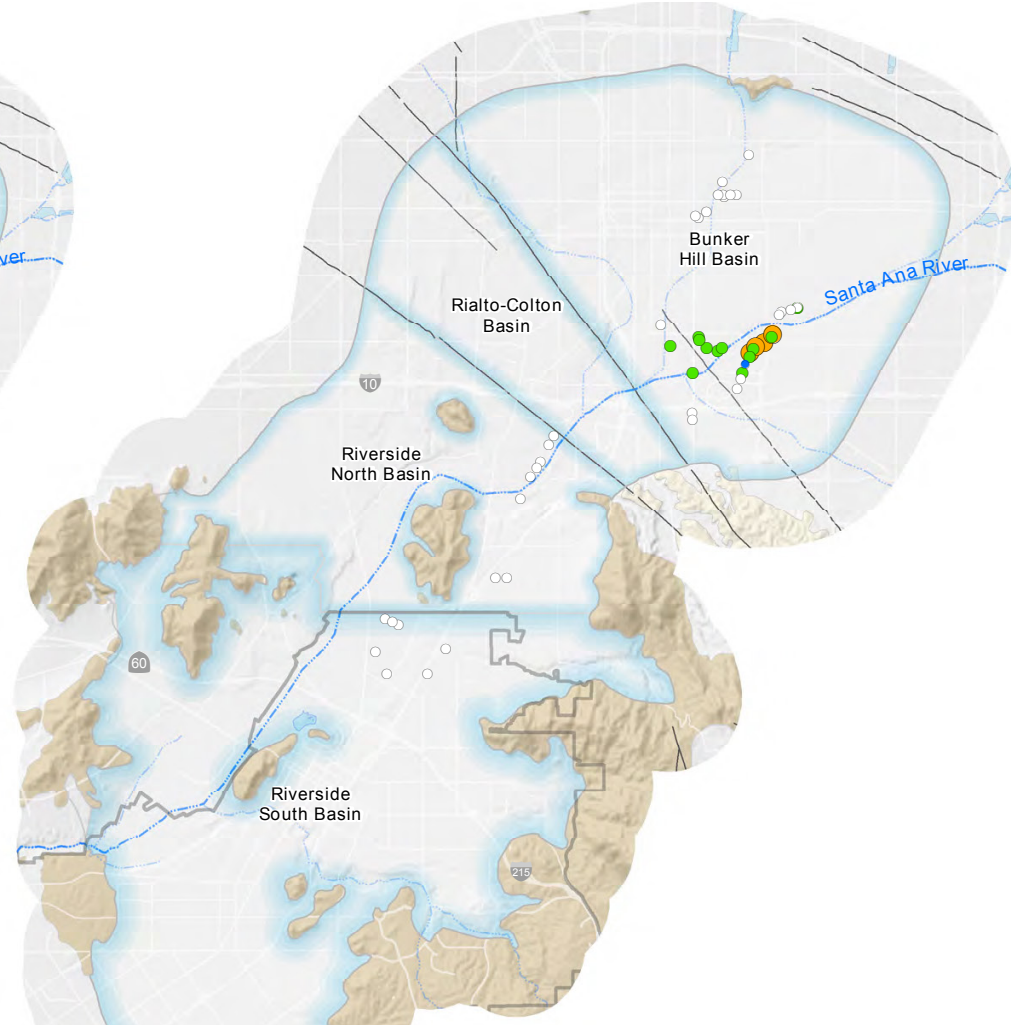 Bunker
Hill Basin
Santa Ana River
ver
Rialto-Colton
Basin
10
Riverside
North Basin
60
Riverside
South Basin
215